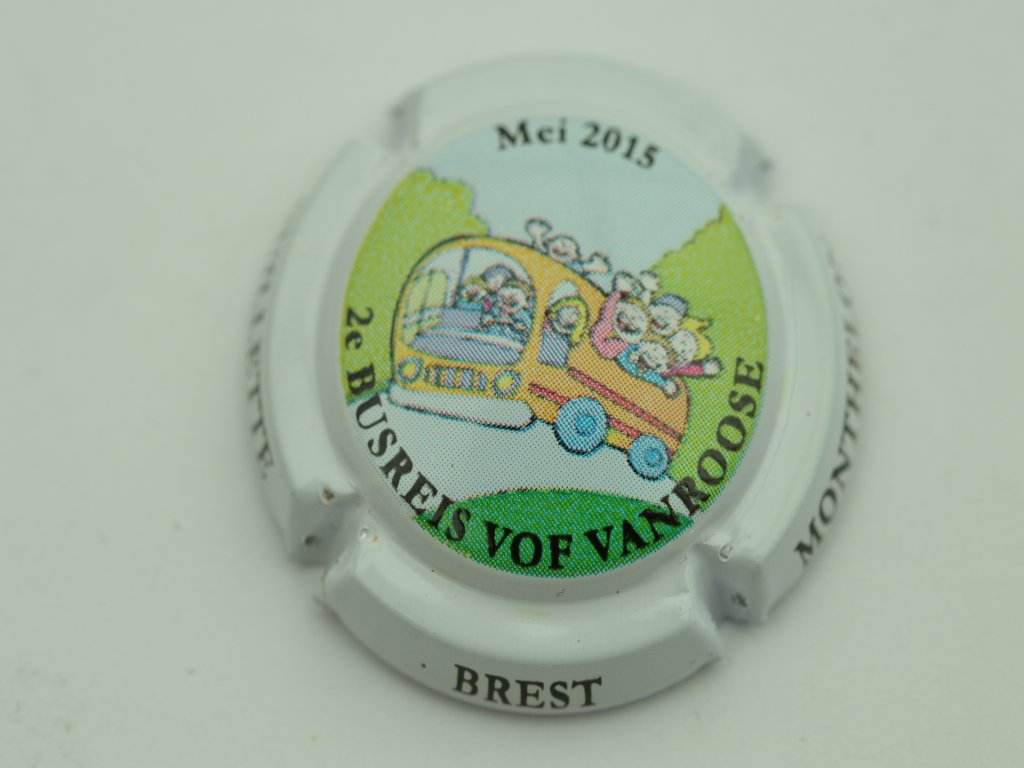 Mei 2015
2e BUSREIS VOF VANROOSE
BREST